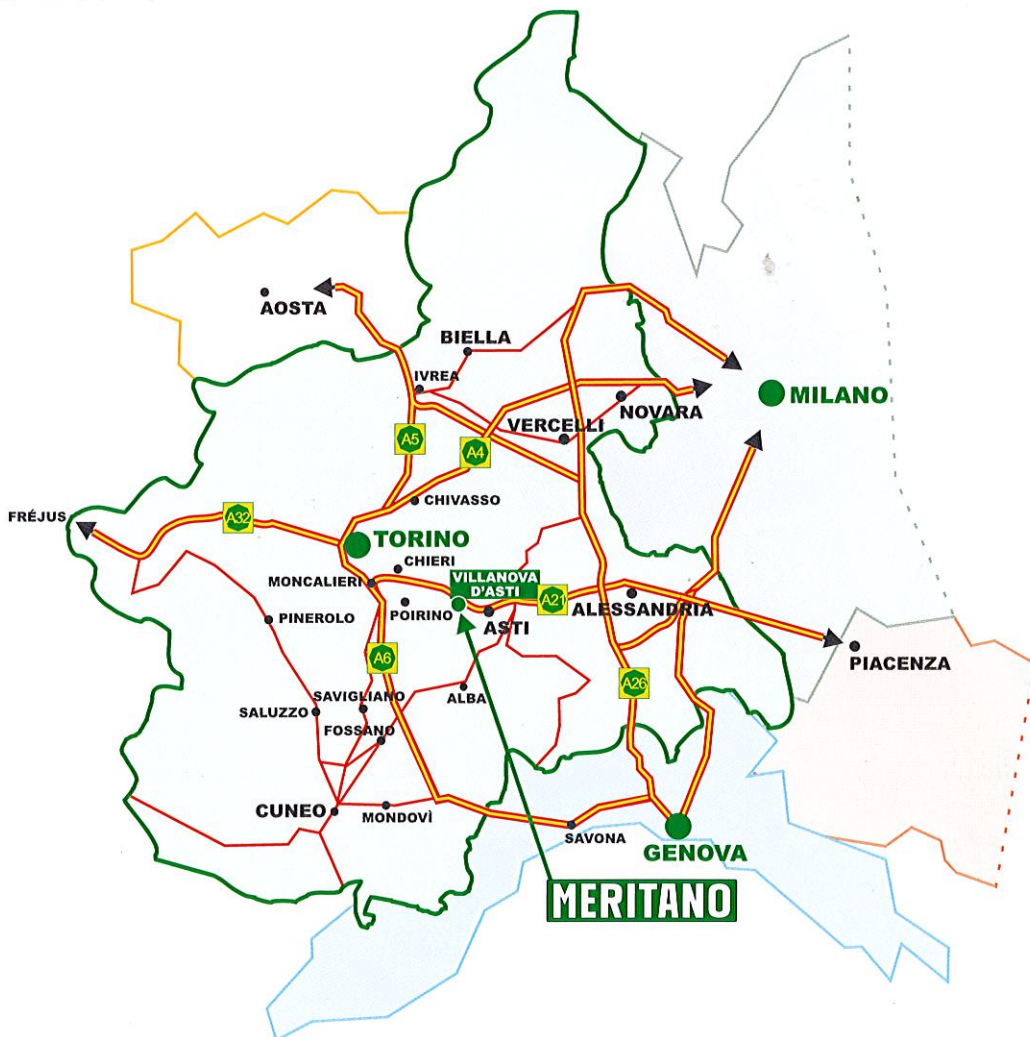 AOSTA
BIELLA
IVREA
NOVARA
MILANO
VERCELLI
A5
A4
CHIVASSO
FRÉJUS
A32
TORINO
CHIERI
MONCALIERI
VILLANOVA
D'ASTI
A21
ALESSANDRIA
POIRINO
ASTI
PINEROLO
A6
PIACENZA
A26
SAVIGLIANO
ALBA
SALUZZO
FOSSANO
CUNEO
MONDOVÌ
SAVONA
GENOVA
MERITANO